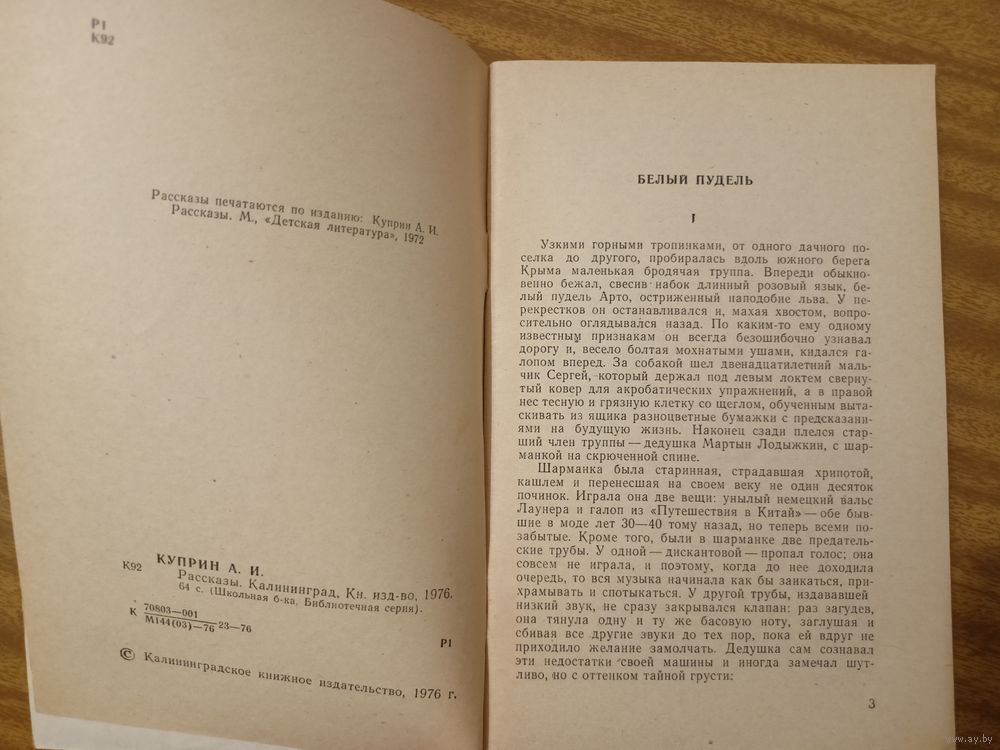 Р1
К92
Рассказы печатаются по изданию: Куприн А. И.
Рассказы. М., «Детская литература», 1972
КУПРИН А. И.
К92 Рассказы. Калининград, Кн. изд-во, 1976.
64 с. (Школьная б-ка. Библиотечная серия).
К 70803—001
М144(03)—76 23—76
Р1
© Калининградское книжное издательство, 1976 г.
БЕЛЫЙ ПУДЕЛЬ
I
Узкими горными тропинками, от одного дачного по-
селка до другого, пробиралась вдоль южного берега
Крыма маленькая бродячая труппа. Впереди обыкно-
венно бежал, свесив набок длинный розовый язык, бе-
лый пудель Арто, остриженный наподобие льва. У пе-
рекрестков он останавливался и, махая хвостом, вопро-
сительно оглядывался назад. По каким-то ему одному
известным признакам он всегда безошибочно узнавал
дорогу и, весело болтая мохнатыми ушами, кидался га-
лопом вперед. За собакой шел двенадцатилетний маль-
чик Сергей, который держал под левым локтем сверну-
тый ковер для акробатических упражнений, а в правой
нес тесную и грязную клетку со щеглом, обученным выта-
скивать из ящика разноцветные бумажки с предсказани-
ями на будущую жизнь. Наконец сзади плелся стар-
ший член труппы — дедушка Мартын Лодыжкин, с шар-
манкой на скрюченной спине.
Шарманка была старинная, страдавшая хрипотой,
кашлем и перенесшая на своем веку не один десяток
починок. Играла она две вещи: унылый немецкий вальс
Лаунера и галоп из «Путешествия в Китай» — обе быв-
шие в моде лет 30—40 тому назад, но теперь всеми по-
забытые. Кроме того, были в шарманке две предатель-
ские трубы. У одной — дискантовой — пропал голос; она
совсем не играла, и поэтому, когда до нее доходила
очередь, то вся музыка начинала как бы заикаться, при-
храмывать и спотыкаться. У другой трубы, издававшей
низкий звук, не сразу закрывался клапан: раз загудев,
она тянула одну и ту же басовую ноту, заглушая и
сбивая все другие звуки до тех пор, пока ей вдруг не
приходило желание замолчать. Дедушка сам сознавал
эти недостатки своей машины и иногда замечал шут-
ливо, но с оттенком тайной грусти:
3
www.ay.by